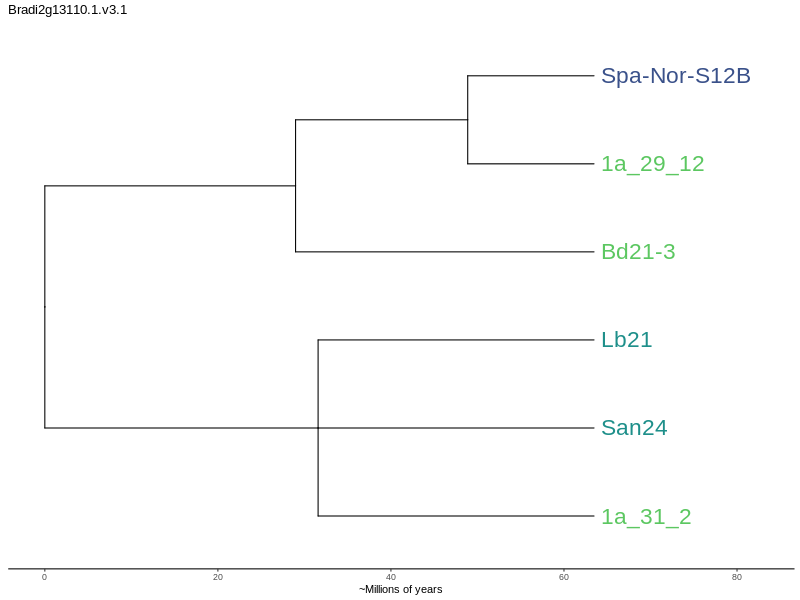 Bradi2g13110.1.v3.1
Spa-Nor-S12B
1a_29_12
Bd21-3
Lb21
San24
1a_31_2
0 20 40 60 80
~Millions of years